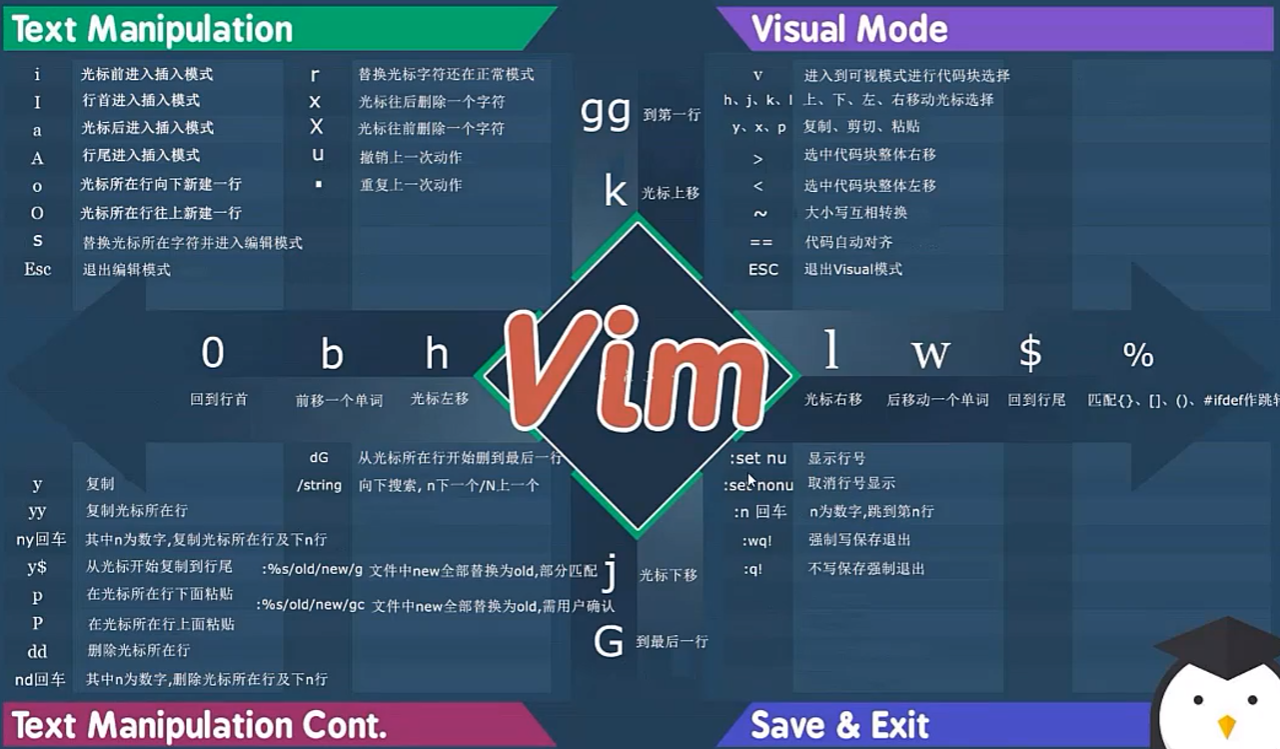 Text Manipulation
i 光标前进入插入模式
I 行首进入插入模式
a 光标后进入插入模式
A 行尾进入插入模式
o 光标所在行向下新建一行
O 光标所在行往上新建一行
s 替换光标所在字符并进入编辑模式
Esc 退出编辑模式
r 替换光标字符还在正常模式
x 光标往后删除一个字符
X 光标往前删除一个字符
u 撤销上一次动作
. 重复上一次动作
gg 到第一行
k 光标上移
Visual Mode
v 进入到可视模式进行代码块选择
h、j、k、l 上、下、左、右移动光标选择
y、x、p 复制、剪切、粘贴
> 选中代码块整体右移
< 选中代码块整体左移
~ 大小写互相转换
== 代码自动对齐
ESC 退出Visual模式
0 b h
回到行首 前移一个单词 光标左移
Vim
l w $ %
光标右移 后移动一个单词 回到行尾 匹配{}、[]、()、#ifdef作跳转
dG 从光标所在行开始删到最后一行
/string 向下搜索, n下一个/N上一个
y 复制
yy 复制光标所在行
ny回车 其中n为数字,复制光标所在行及下n行
y$ 从光标开始复制到行尾
p 在光标所在行下面粘贴
P 在光标所在行上面粘贴
dd 删除光标所在行
nd回车 其中n为数字,删除光标所在行及下n行
:%s/old/new/g 文件中new全部替换为old,部分匹配
:%s/old/new/gc 文件中new全部替换为old,需用户确认
j 光标下移
G 到最后一行
:set nu 显示行号
:set nonu 取消行号显示
:n 回车 n为数字,跳到第n行
:wq! 强制写保存退出
:q! 不写保存强制退出
Text Manipulation Cont.
Save & Exit